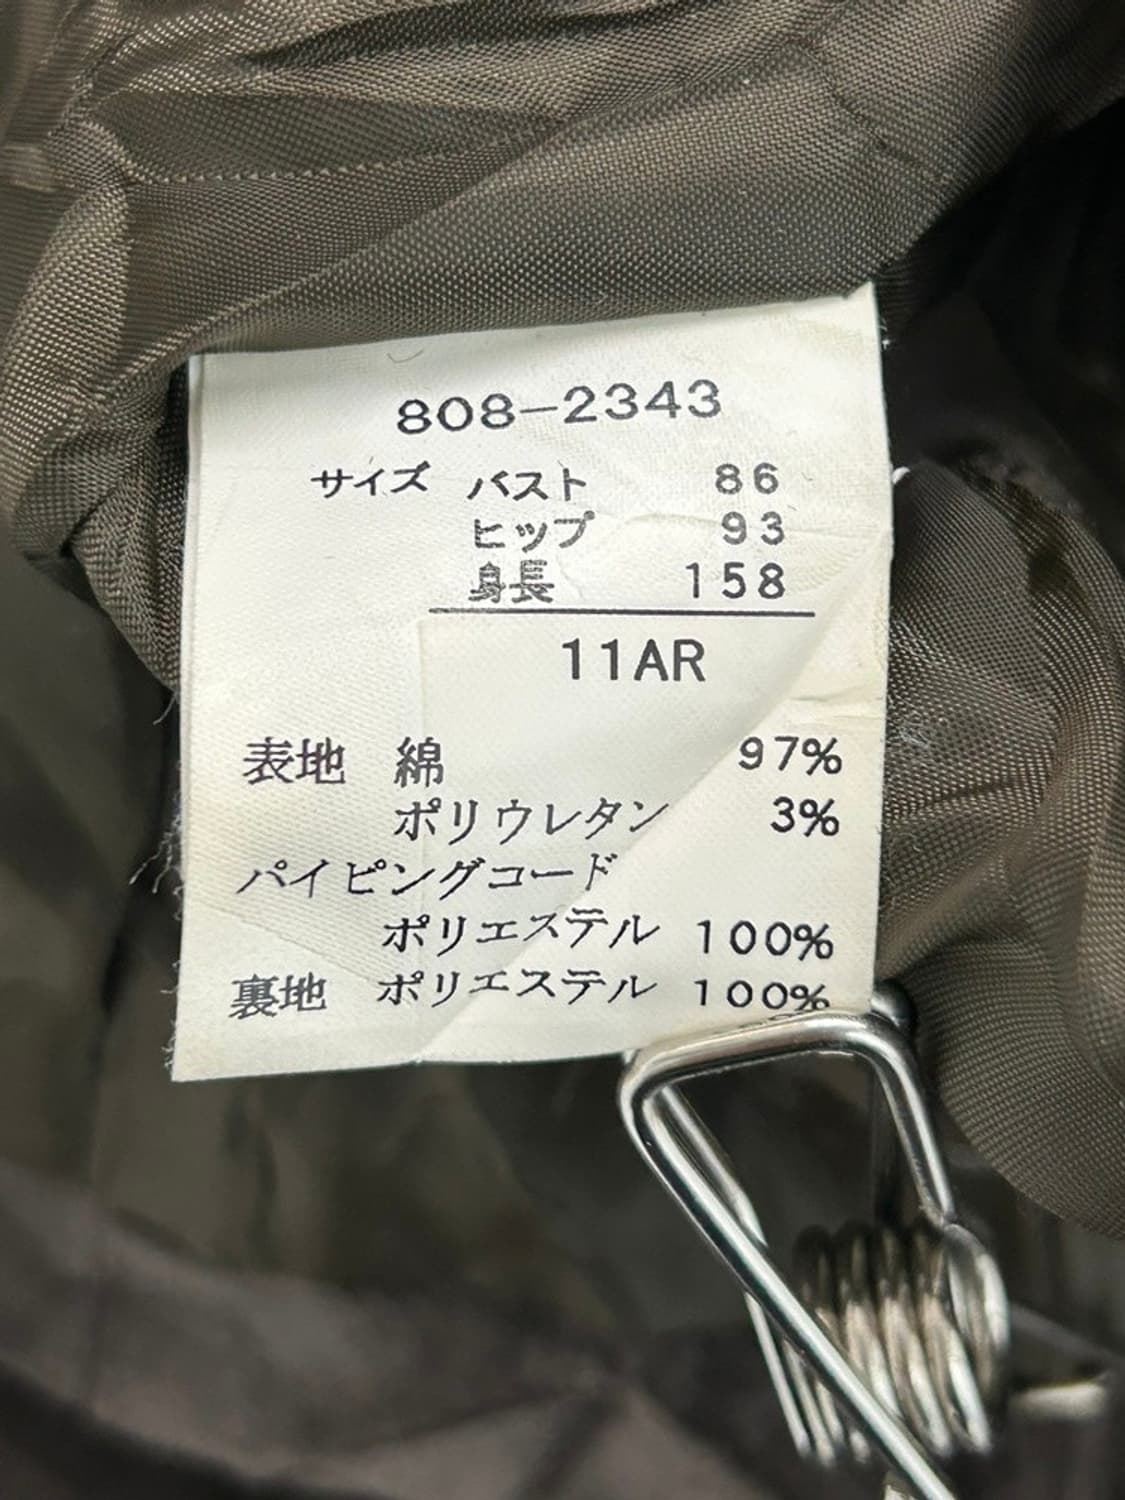 808-2343
サイズ バスト 86
ヒップ 93
身長 158
11AR
表地 綿 97%
ポリウレタン 3%
パイピングコード
ポリエステル 100%
裏地 ポリエステル 100%